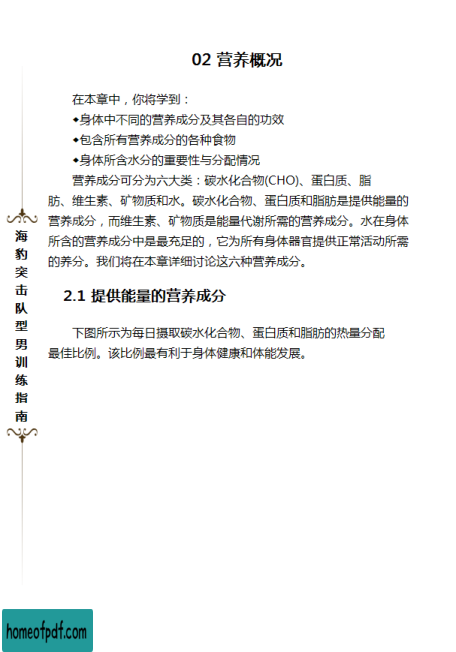 02 营养概况
在本章中，你将学到：
◆身体中不同的营养成分及其各自的功效
◆包含所有营养成分的各种食物
◆身体所含水分的重要性与分配情况
营养成分可分为六大类：碳水化合物(CHO)、蛋白质、脂
肪、维生素、矿物质和水。碳水化合物、蛋白质和脂肪是提供能量的
营养成分，而维生素、矿物质是能量代谢所需的营养成分。水在身体
所含的营养成分中是最充足的，它为所有身体器官提供正常活动所需
的养分。我们将在本章详细讨论这六种营养成分。
2.1 提供能量的营养成分
下图所示为每日摄取碳水化合物、蛋白质和脂肪的热量分配
最佳比例。该比例最有利于身体健康和体能发展。
海豹突击队型男训练指南
homeofpdf.com